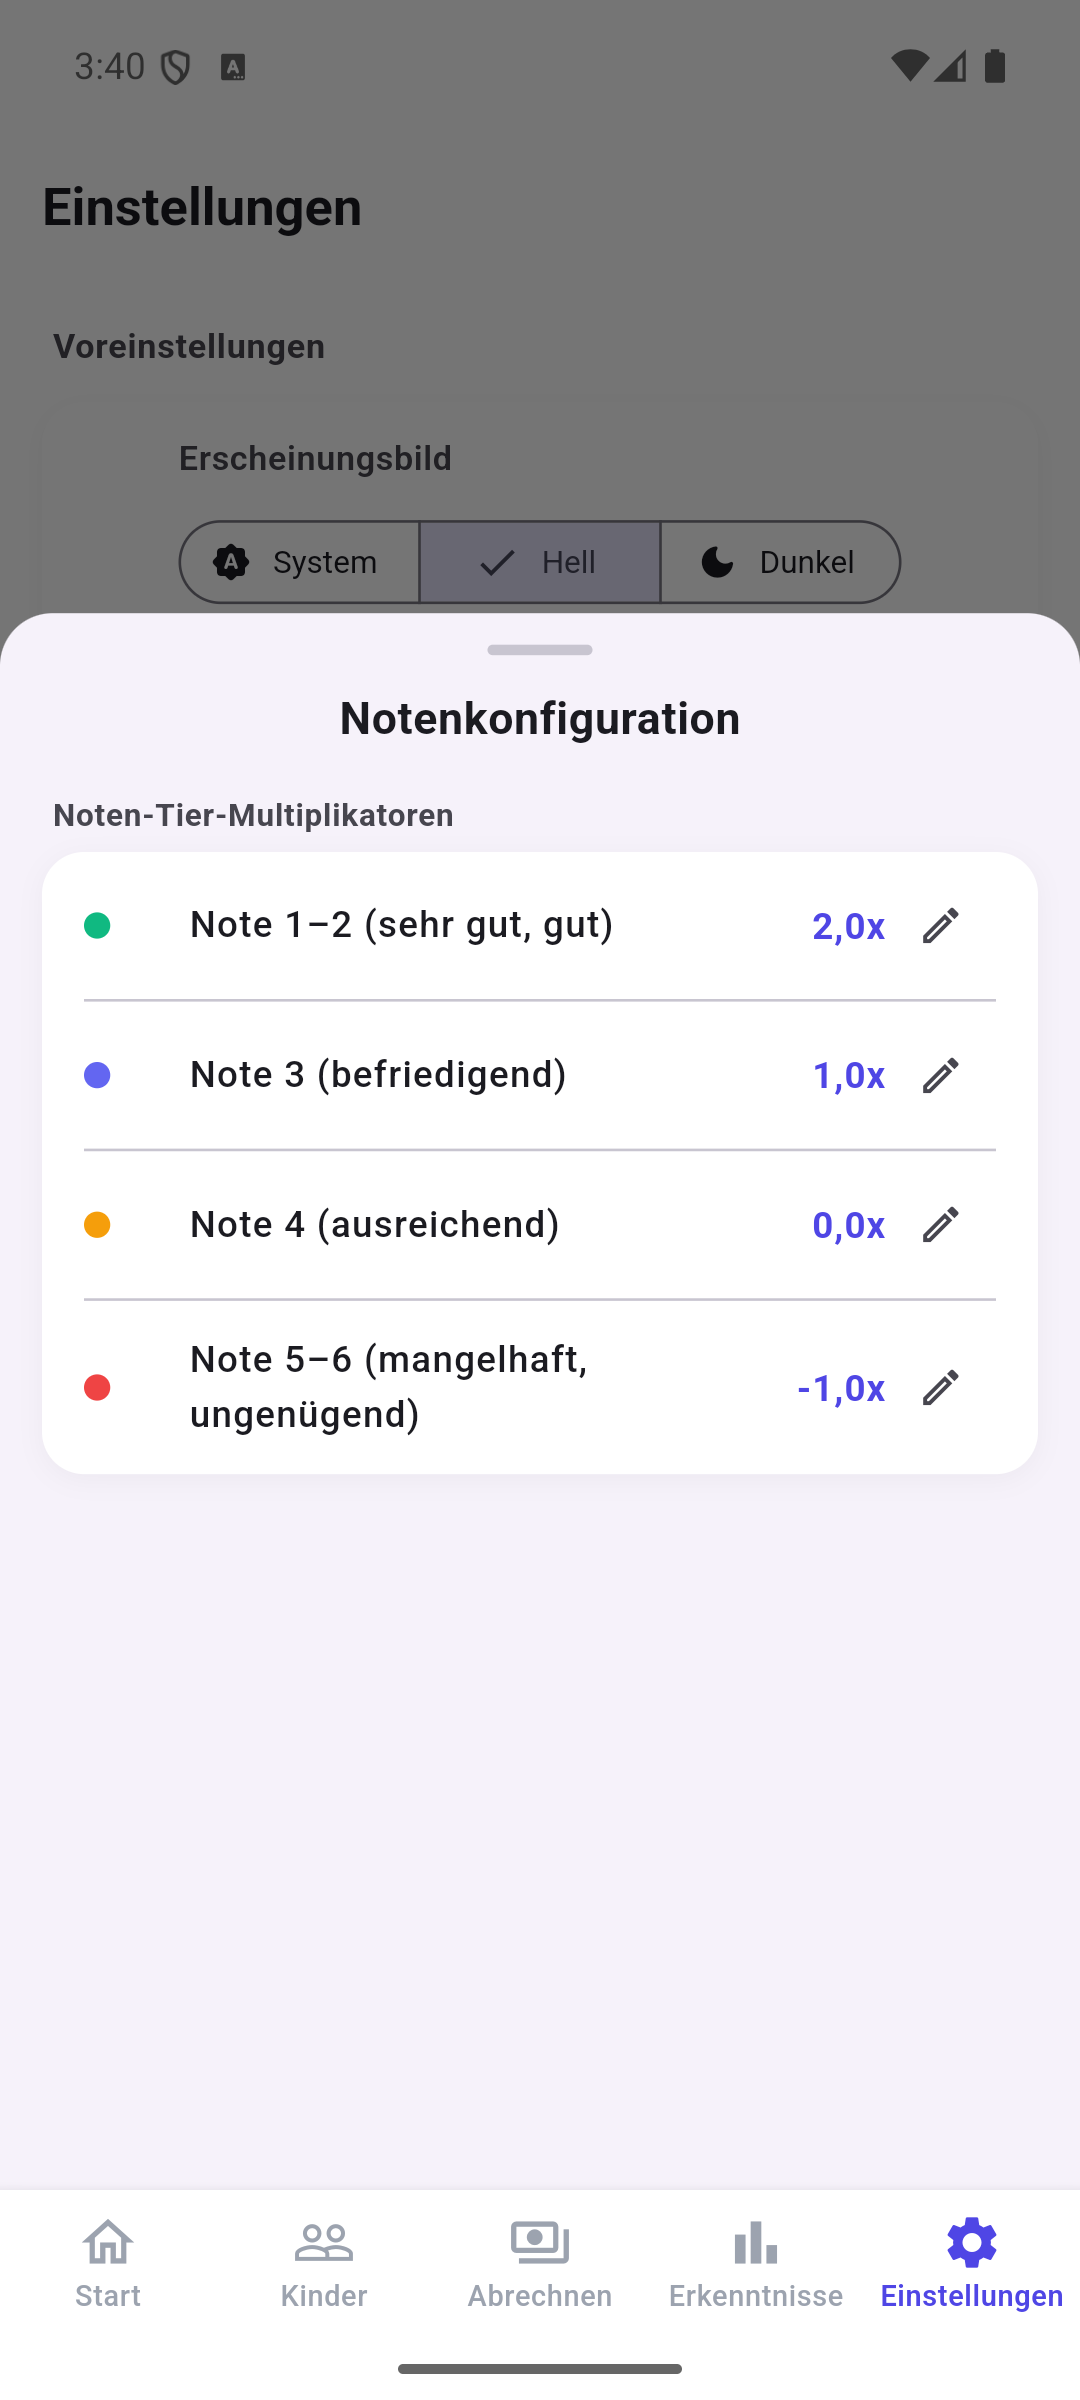 3:40
Einstellungen
Voreinstellungen
Erscheinungsbild
System Hell Dunkel
Notenkonfiguration
Noten-Tier-Multiplikatoren
Note 1–2 (sehr gut, gut) 2,0x
Note 3 (befriedigend) 1,0x
Note 4 (ausreichend) 0,0x
Note 5–6 (mangelhaft,
ungenügend) -1,0x
Start Kinder Abrechnen Erkenntnisse Einstellungen